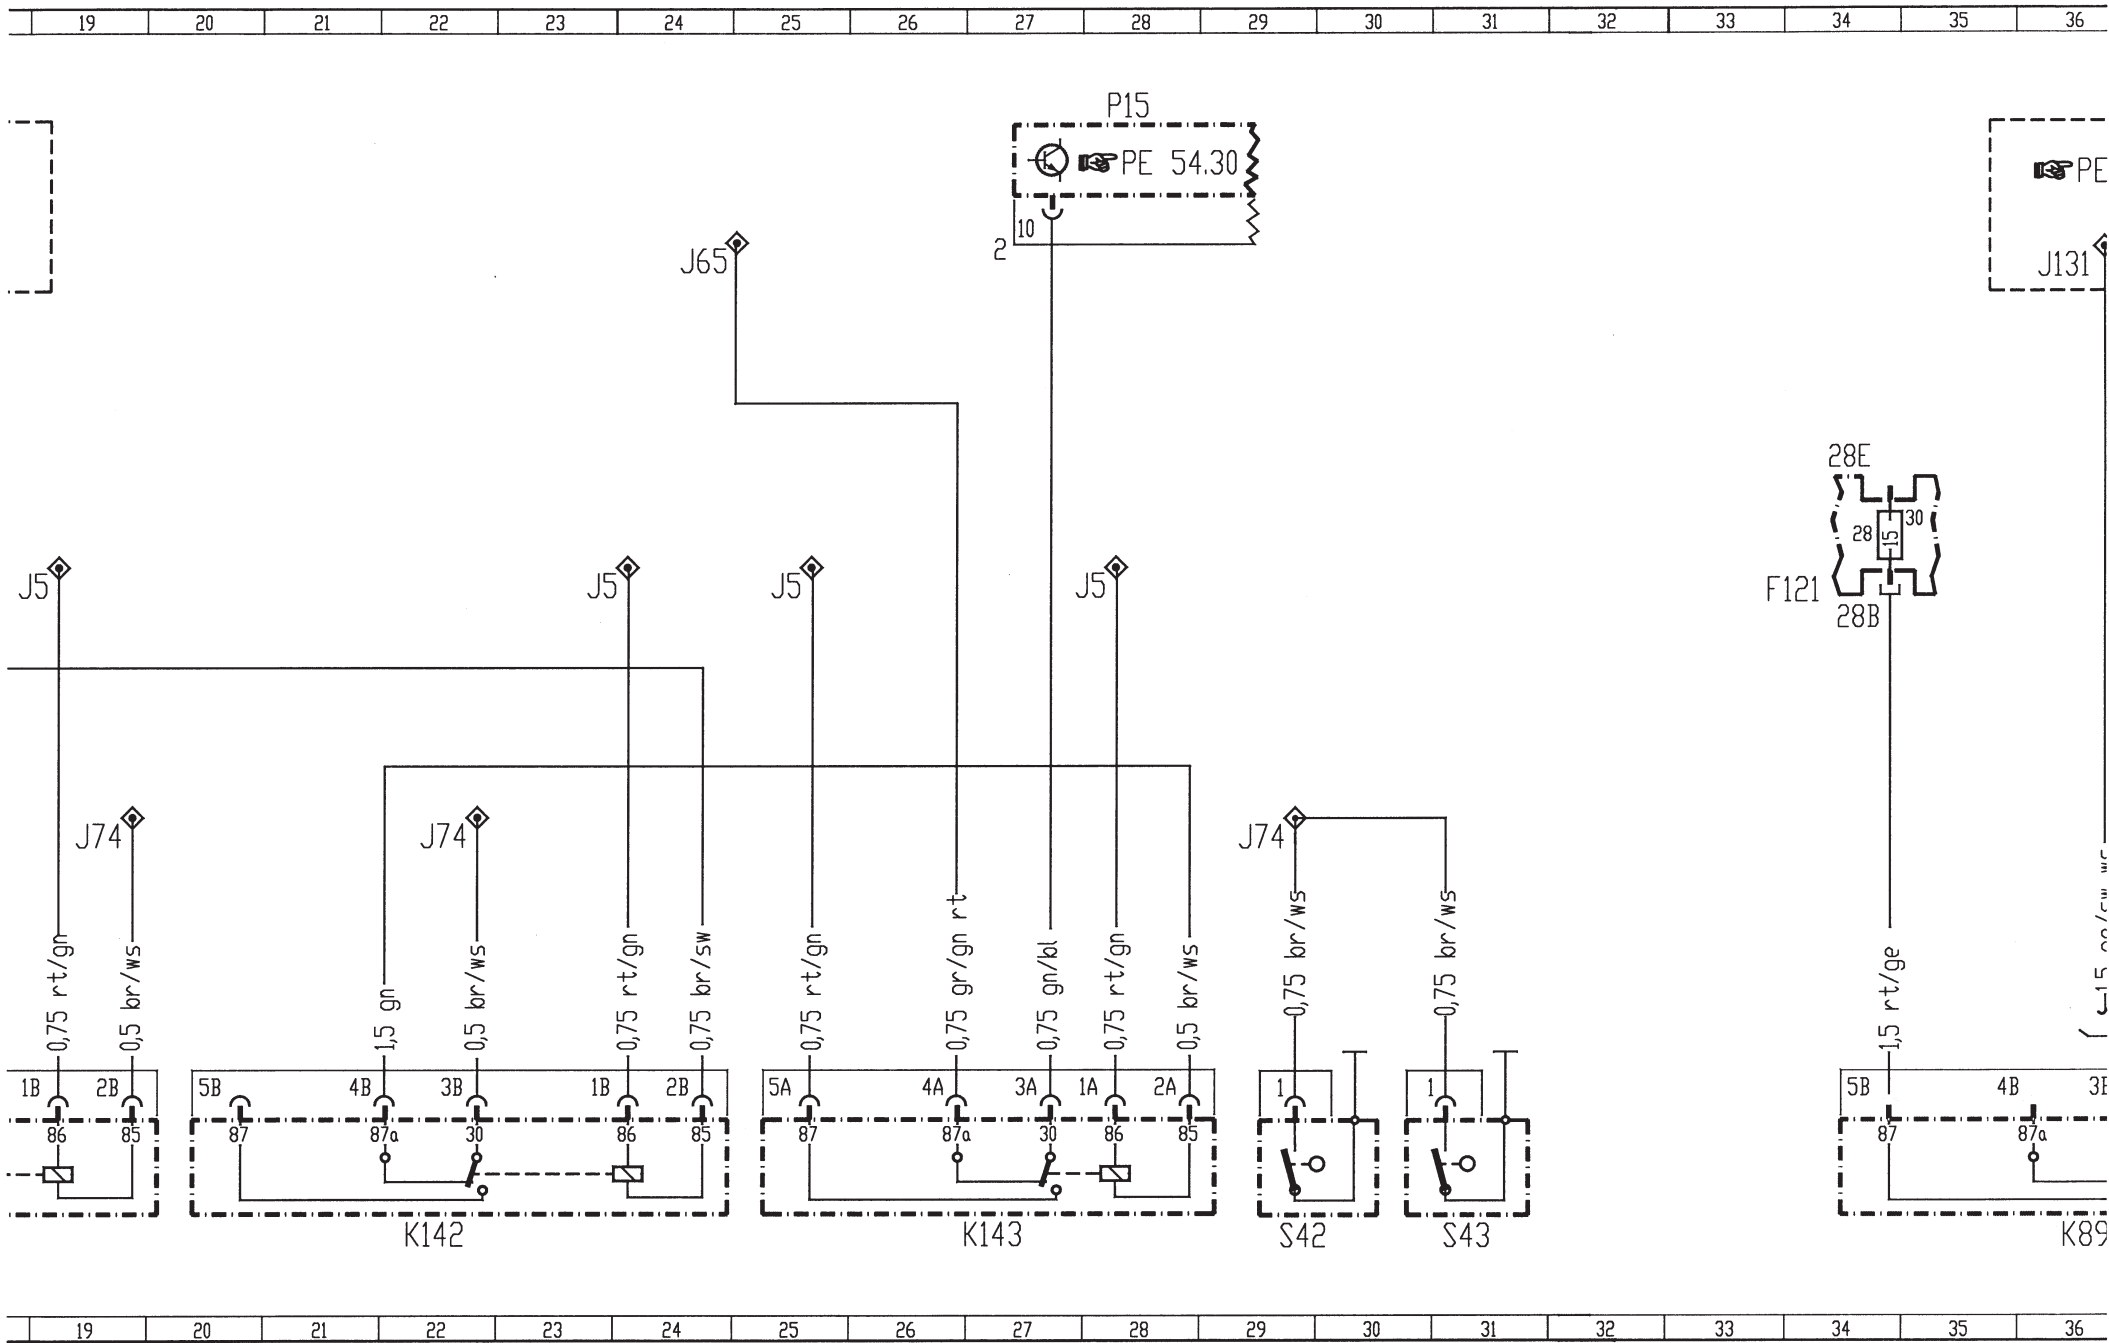 19 20 21 22 23 24 25 26 27 28 29 30 31 32 33 34 35 36
P15
PE 54.30
PE
10
2
J65
J131
28E
30
28
15
J5 J5 J5 J5
F121
28B
J74 J74 J74
0,75 rt/gn
0,5 br/ws
1,5 gn
0,5 br/ws
0,75 rt/gn
0,75 br/sw
0,75 rt/gn
0,75 gr/gn rt
0,75 gn/bl
0,75 rt/gn
0,5 br/ws
0,75 br/ws
0,75 br/ws
1,5 rt/ge
1B 2B 5B 4B 3B 1B 2B 5A 4A 3A 1A 2A 1 1 5B 4B 3B
86 85 87 87a 30 86 85 87 87a 30 86 85 87 87a
K142 K143 S42 S43 K89
19 20 21 22 23 24 25 26 27 28 29 30 31 32 33 34 35 36